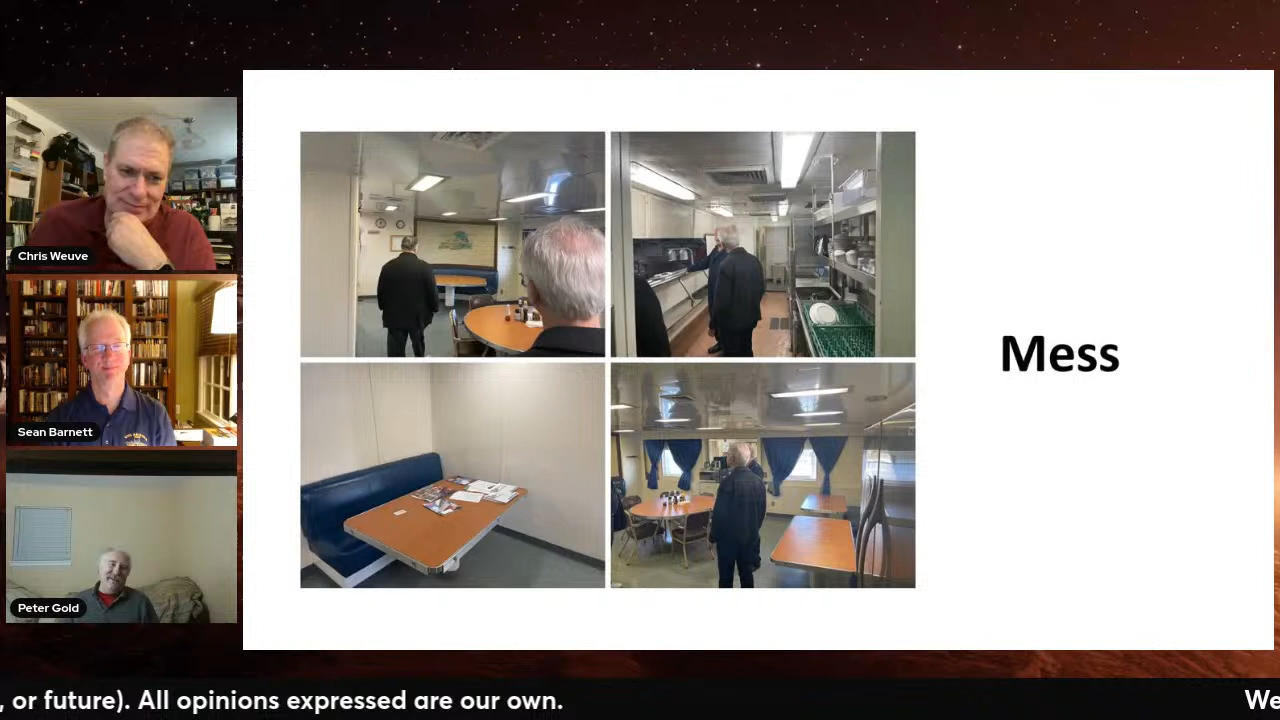 Chris Weuve
Sean Barnett
Peter Gold
Mess
, or future). All opinions expressed are our own.
We